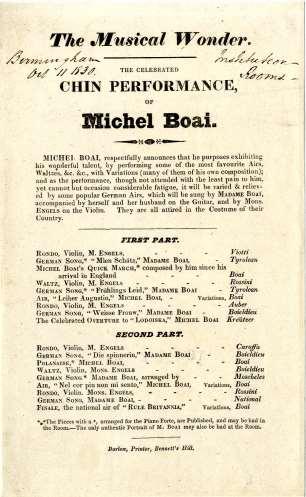 The Musical Wonder.
Birmingham
Oct 11 1830.
Institution
Rooms
THE CELEBRATED
CHIN PERFORMANCE,
OF
Michel Boai.
MICHEL BOAI, respectfully announces that he purposes exhibiting
his wonderful talent, by performing some of the most favourite Airs,
Waltzes, &c. &c., with Variations (many of them of his own composition);
and as the performance, though not attended with the least pain to him,
yet cannot but occasion considerable fatigue, it will be varied & reliev-
ed by some popular German Airs, which will be sung by MADAME BOAI,
accompanied by herself and her husband on the Guitar, and by MONS.
ENGELS on the Violin. They are all attired in the Costume of their
Country.
FIRST PART.
RONDO, Violin, M. ENGELS, - - - - Viotti
GERMAN SONG,* "Mien Schätz," MADAME BOAI - Tyrolean
MICHEL BOAI'S QUICK MARCH,* composed by him since his
arrival in England - - - - Boai
WALTZ, Violin, M. ENGELS - - - - Rossini
GERMAN SONG,* "Frühlings Leid," MADAME BOAI - Tyrolean
AIR, "Leiber Augustin," MICHEL BOAI, - Variations, Boai
RONDO, Violin, M. ENGELS - - - - Auber
GERMAN SONG,* "Weisse Frow," MADAME BOAI - Boieldieu
The Celebrated OVERTURE to "LODOISKA," MICHEL BOAI Kreützer
SECOND PART.
RONDO, Violin, M. ENGELS - - - - Caraffa
GERMAN SONG,* "Die spinnerin," MADAME BOAI - Boieldieu
POLANAISE,* MICHEL BOAI, - - - - Boai
WALTZ, Violin, MONS. ENGELS - - - - Boieldieu
GERMAN SONG,* MADAME BOAI, arranged by - Moscheles
AIR, "Nel cor pin non mi sento," MICHEL BOAI, Variations, Boai
RONDO, Violin, MONS. ENGELS, - - - - Rossini
GERMAN SONG, MADAME BOAI, - - - - National
FINALE, the national air of "RULE BRITANNIA," Variations, Boai
*.*The Pieces with a *, arranged for the Piano Forte, are Published, and may be had in
the Room.—The only authentic Portrait of M. BOAI may also be had at the Room.
Barlow, Printer, Bennett's Hill.